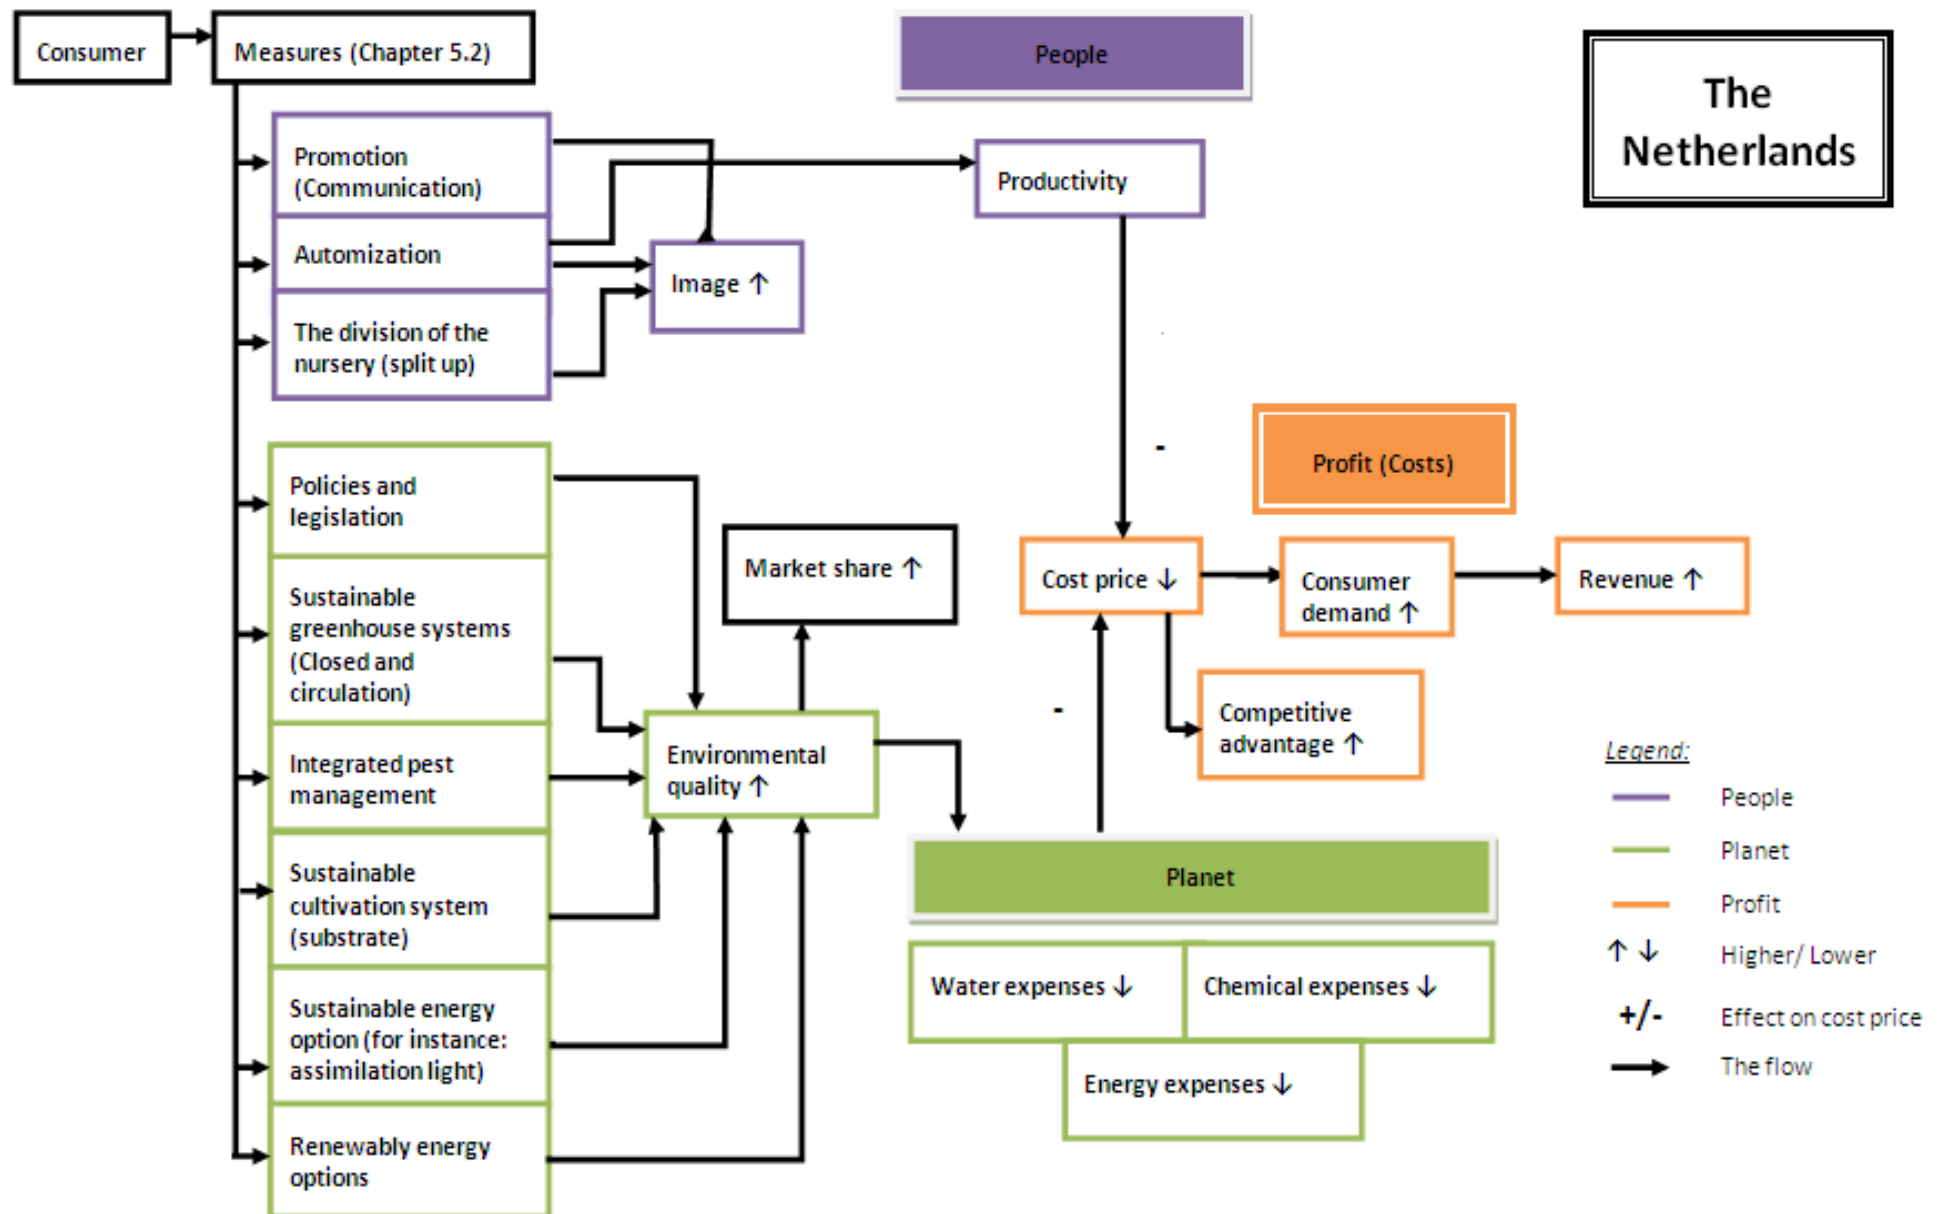 Consumer
Measures (Chapter 5.2)
People
The
Netherlands
Promotion
(Communication)
Productivity
Automization
Image ↑
The division of the
nursery (split up)
-
Profit (Costs)
Policies and
legislation
Market share ↑
Cost price ↓
Consumer
demand ↑
Revenue ↑
Sustainable
greenhouse systems
(Closed and
circulation)
-
Competitive
advantage ↑
Environmental
quality ↑
Integrated pest
management
Sustainable
cultivation system
(substrate)
Planet
Water expenses ↓
Chemical expenses ↓
Energy expenses ↓
Sustainable energy
option (for instance:
assimilation light)
Renewably energy
options
Legend:
People
Planet
Profit
↑ ↓ Higher/ Lower
+/- Effect on cost price
The flow